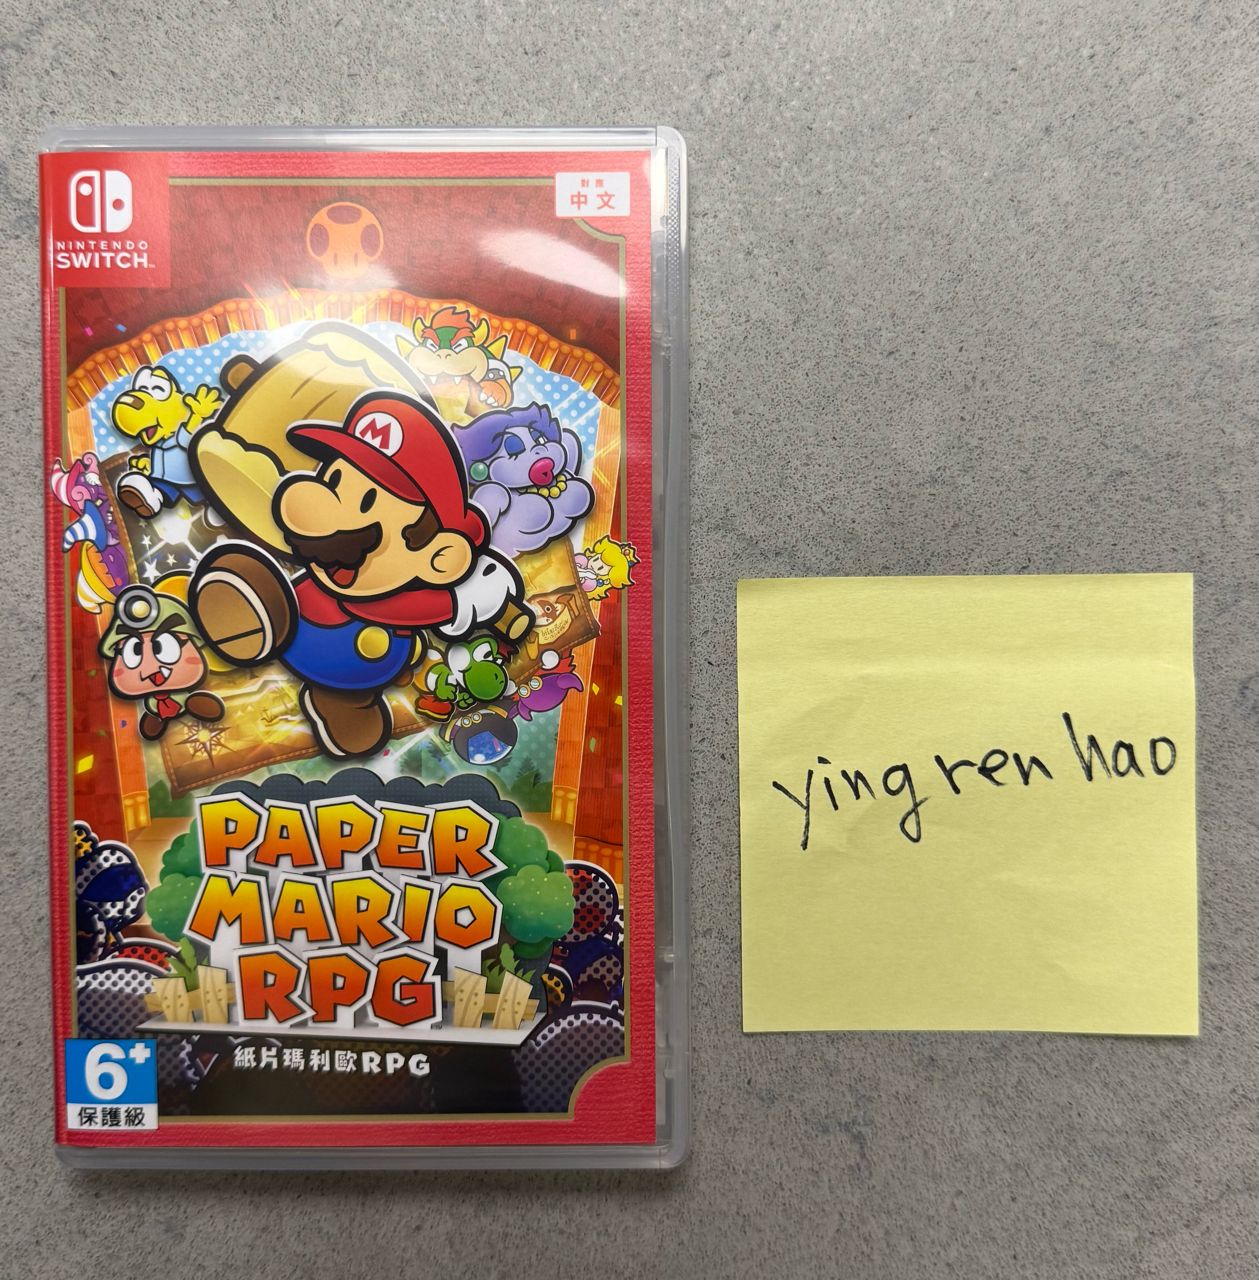 NINTENDO
SWITCH
對應
中文
M
PAPER
MARIO
RPG
紙片瑪利歐RPG
6+
保護級
ying ren hao